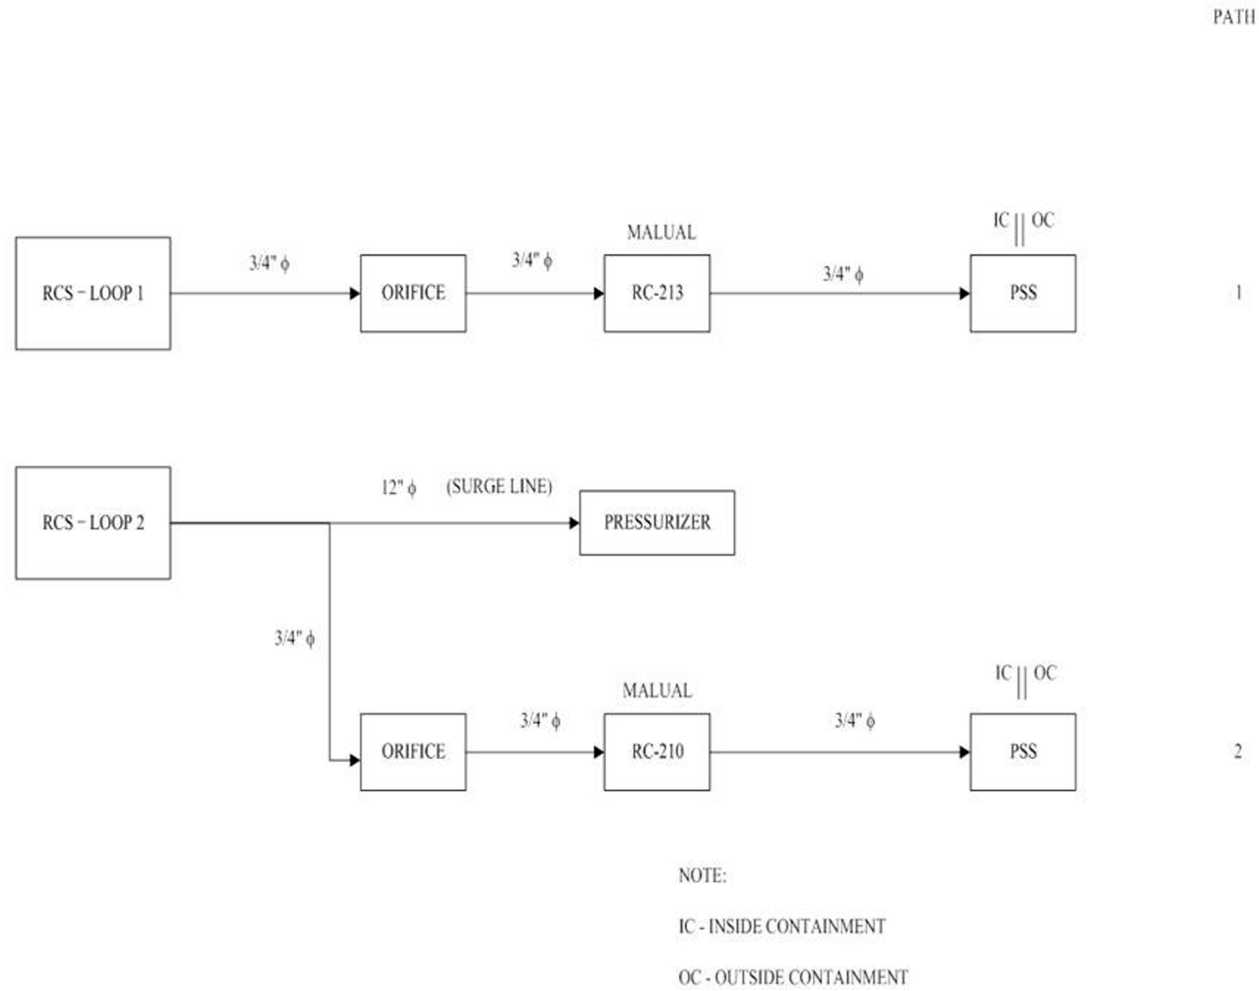 PATH
MALUAL
IC || OC
3/4" ϕ
3/4" ϕ
3/4" ϕ
RCS - LOOP 1
ORIFICE
RC-213
PSS
1
12" ϕ (SURGE LINE)
RCS - LOOP 2
PRESSURIZER
3/4" ϕ
MALUAL
IC || OC
3/4" ϕ
3/4" ϕ
ORIFICE
RC-210
PSS
2
NOTE:
IC - INSIDE CONTAINMENT
OC - OUTSIDE CONTAINMENT